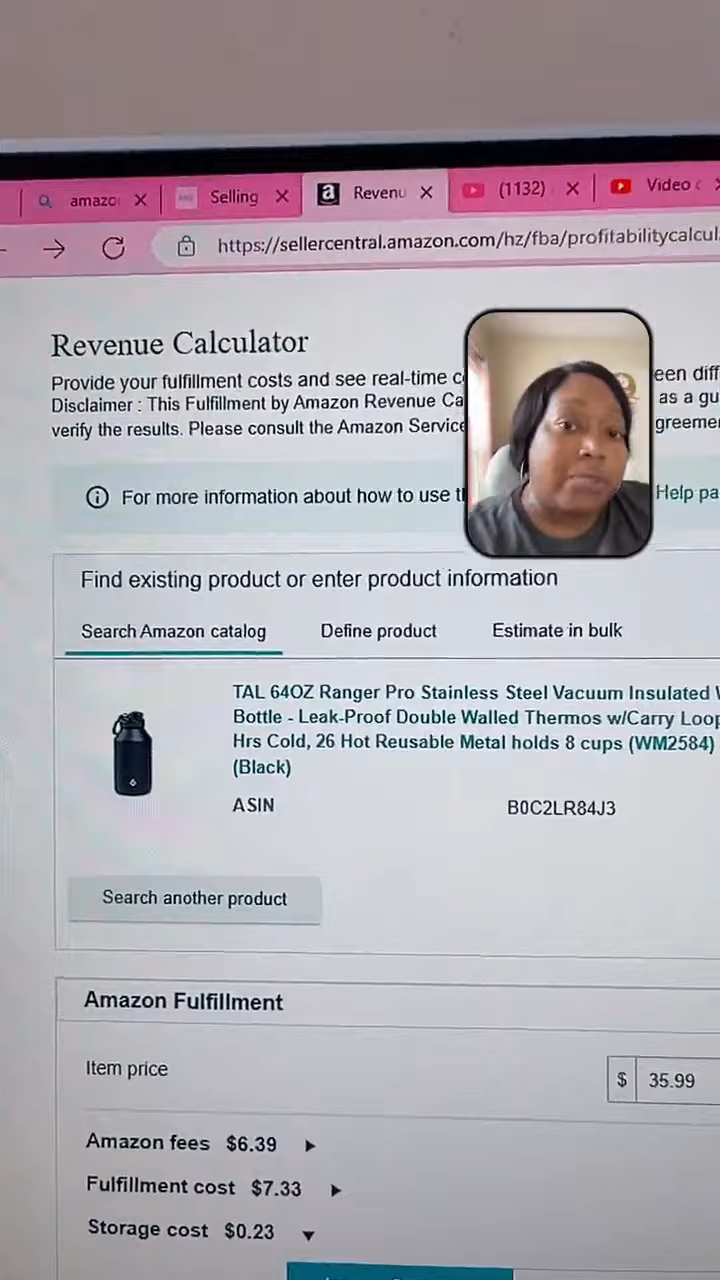 amazo
Selling
a
Revenu
(1132)
Video
https://sellercentral.amazon.com/hz/fba/profitabilitycalcul
Revenue Calculator
Provide your fulfillment costs and see real-time c een diff
Disclaimer : This Fulfillment by Amazon Revenue Ca as a gu
verify the results. Please consult the Amazon Service greemer
For more information about how to use t Help pa
Find existing product or enter product information
Search Amazon catalog
Define product
Estimate in bulk
TAL 64OZ Ranger Pro Stainless Steel Vacuum Insulated W
Bottle - Leak-Proof Double Walled Thermos w/Carry Loop
Hrs Cold, 26 Hot Reusable Metal holds 8 cups (WM2584)
(Black)
ASIN
B0C2LR84J3
Search another product
Amazon Fulfillment
Item price
$ 35.99
Amazon fees $6.39
Fulfillment cost $7.33
Storage cost $0.23